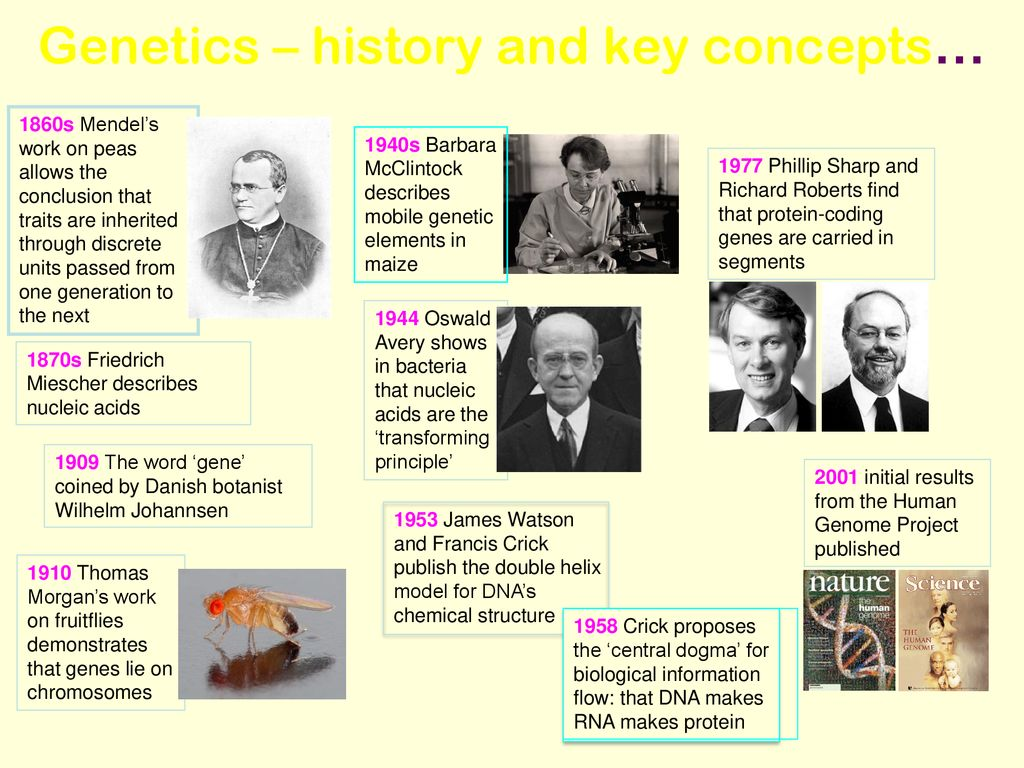 Genetics – history and key concepts…
1860s Mendel’s
work on peas
allows the
conclusion that
traits are inherited
through discrete
units passed from
one generation to
the next
1870s Friedrich
Miescher describes
nucleic acids
1909 The word ‘gene’
coined by Danish botanist
Wilhelm Johannsen
1910 Thomas
Morgan’s work
on fruitflies
demonstrates
that genes lie on
chromosomes
1940s Barbara
McClintock
describes
mobile genetic
elements in
maize
1944 Oswald
Avery shows
in bacteria
that nucleic
acids are the
‘transforming
principle’
1953 James Watson
and Francis Crick
publish the double helix
model for DNA’s
chemical structure
1958 Crick proposes
the ‘central dogma’ for
biological information
flow: that DNA makes
RNA makes protein
1977 Phillip Sharp and
Richard Roberts find
that protein-coding
genes are carried in
segments
2001 initial results
from the Human
Genome Project
published
nature
the
human
genome
Science
THE
HUMAN
GENOME